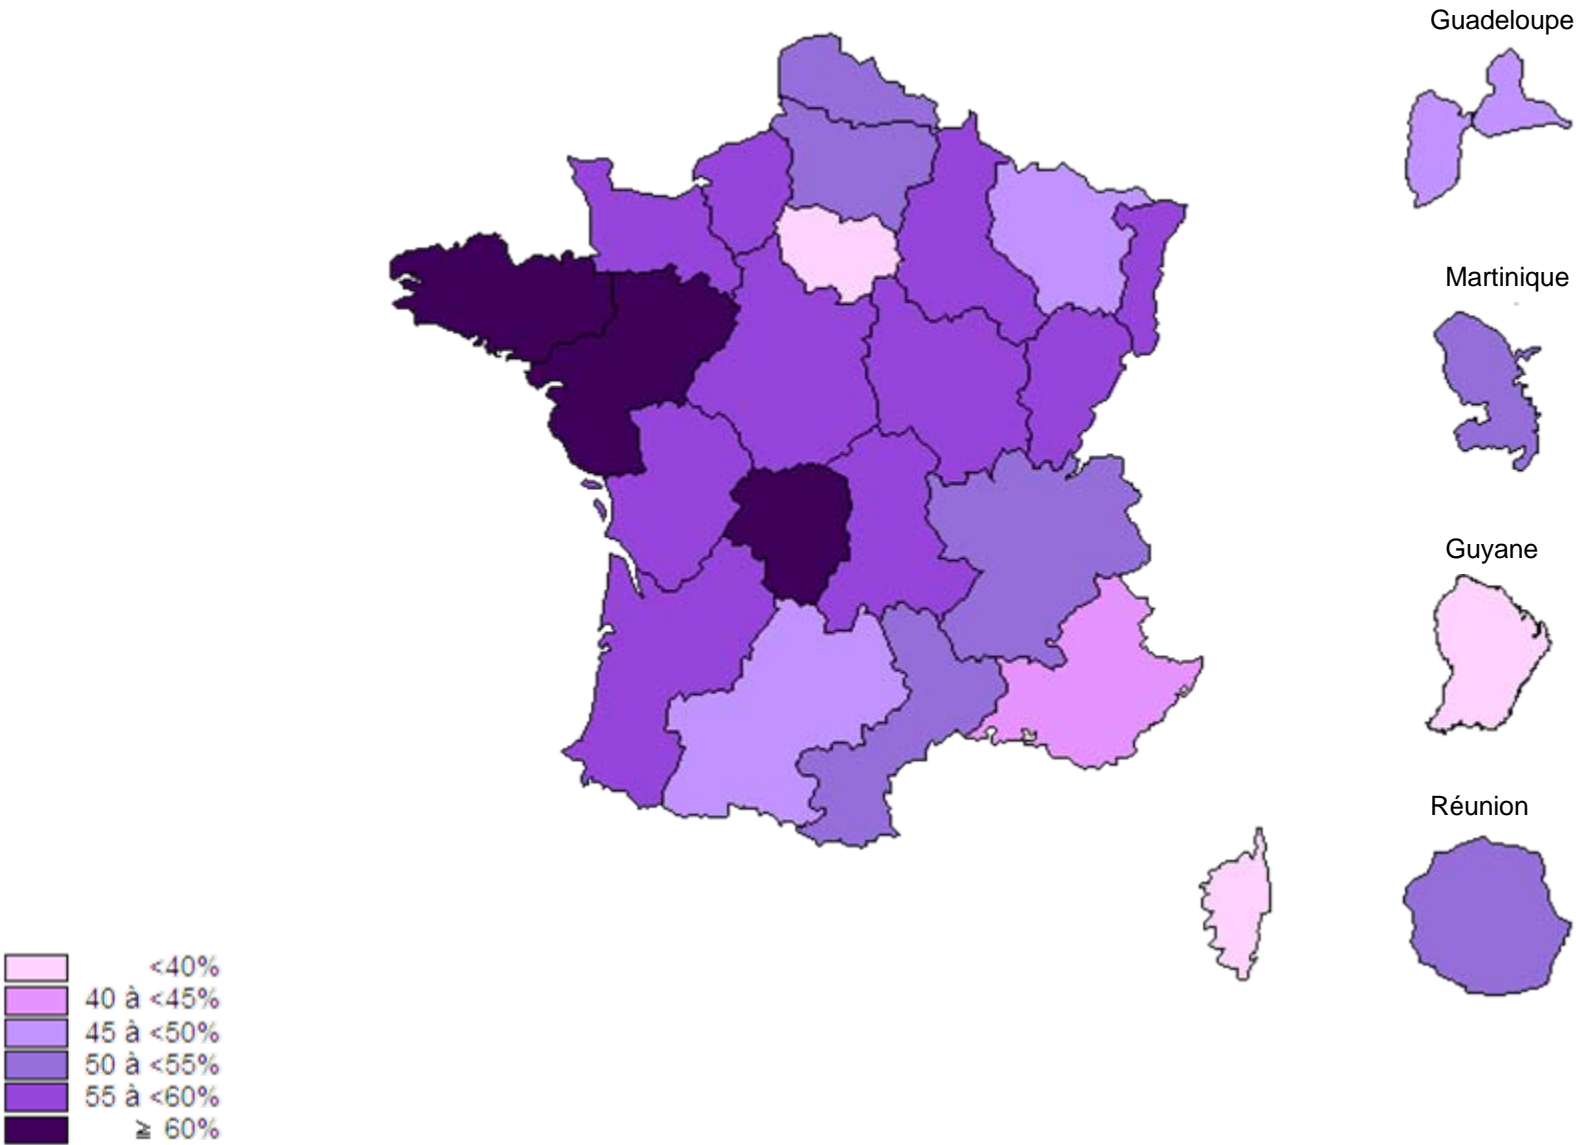 Guadeloupe
Martinique
Guyane
Réunion
<40%
40 à <45%
45 à <50%
50 à <55%
55 à <60%
≥ 60%